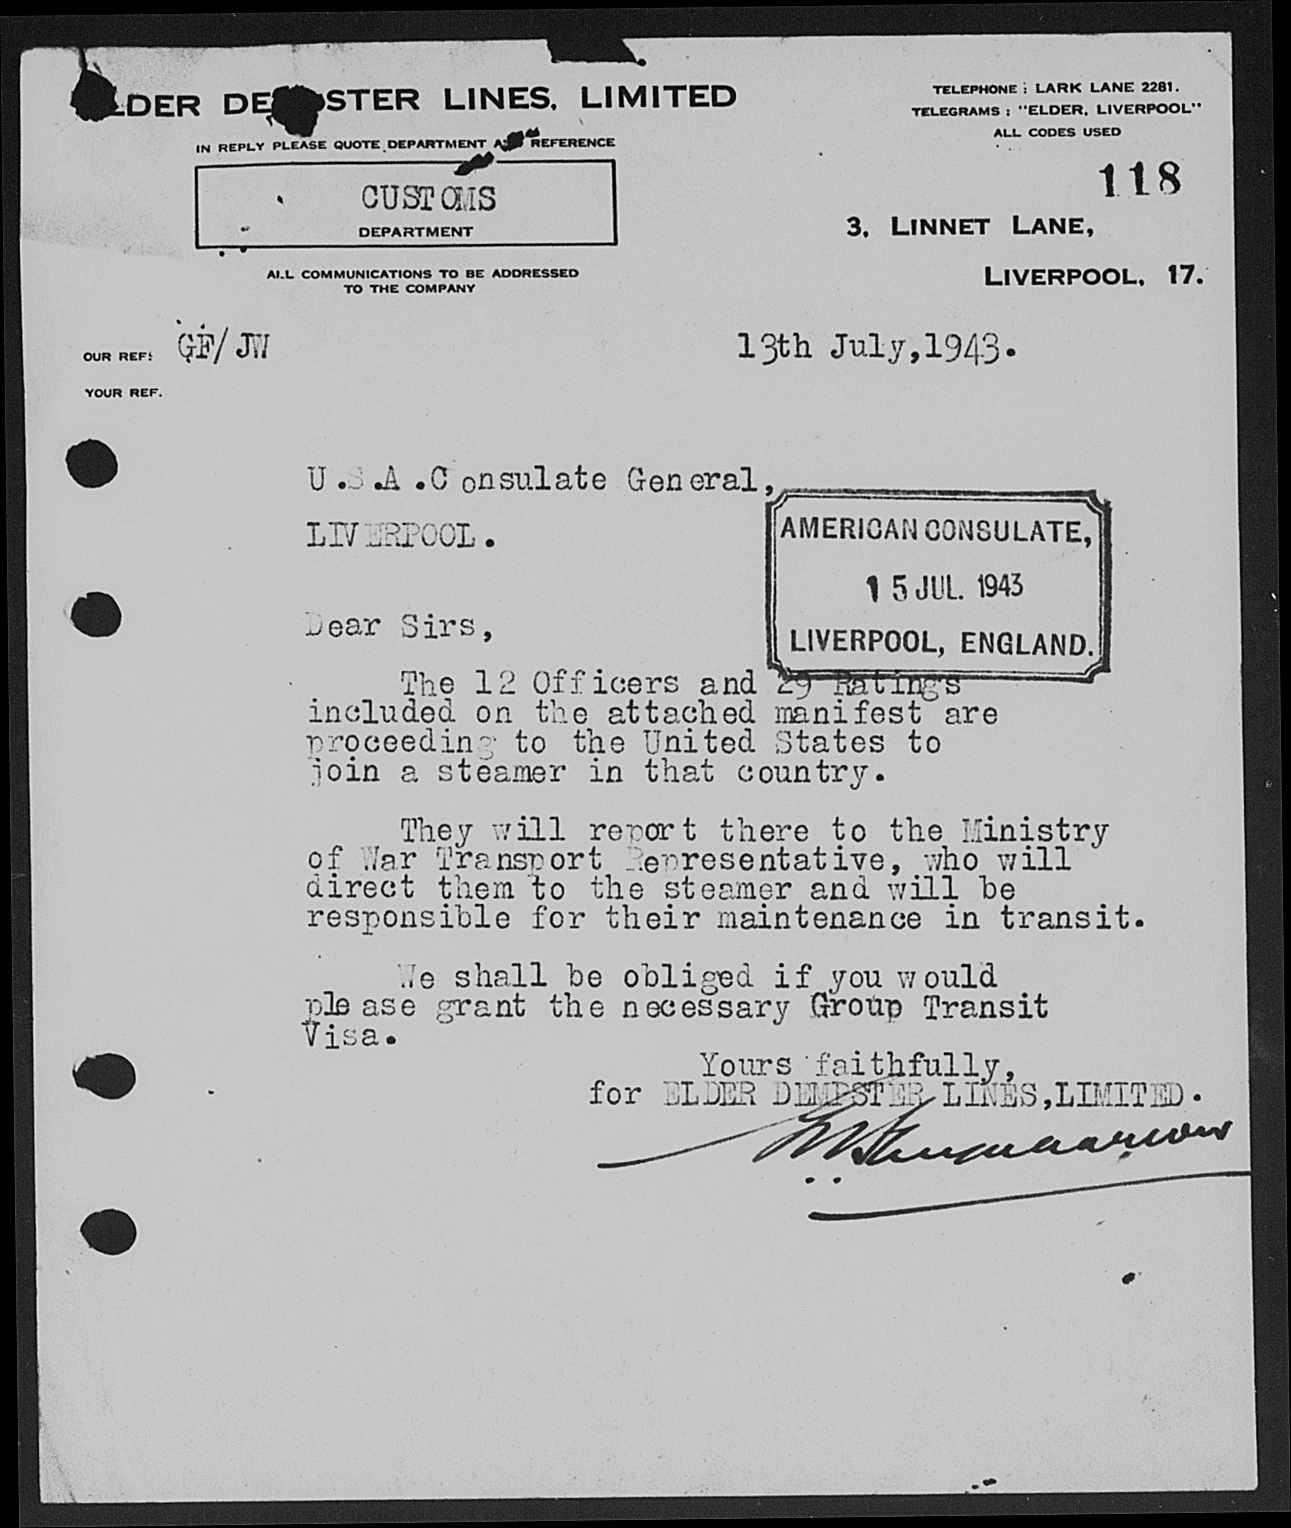 ELDER DEMPSTER LINES, LIMITED
TELEPHONE: LARK LANE 2281.
TELEGRAMS: "ELDER, LIVERPOOL"
ALL CODES USED
IN REPLY PLEASE QUOTE DEPARTMENT AND REFERENCE
118
CUSTOMS
DEPARTMENT
3, LINNET LANE,
LIVERPOOL, 17.
ALL COMMUNICATIONS TO BE ADDRESSED
TO THE COMPANY
OUR REF: GF/JW
13th July,1943.
YOUR REF.
U.S.A.Consulate General,
LIVERPOOL.
AMERICAN CONSULATE,
15 JUL. 1943
LIVERPOOL, ENGLAND.
Dear Sirs,
The 12 Officers and 29 Ratings
included on the attached manifest are
proceeding to the United States to
join a steamer in that country.
They will report there to the Ministry
of War Transport Representative, who will
direct them to the steamer and will be
responsible for their maintenance in transit.
We shall be obliged if you would
please grant the necessary Group Transit
Visa.
Yours faithfully,
for ELDER DEMPSTER LINES,LIMITED.